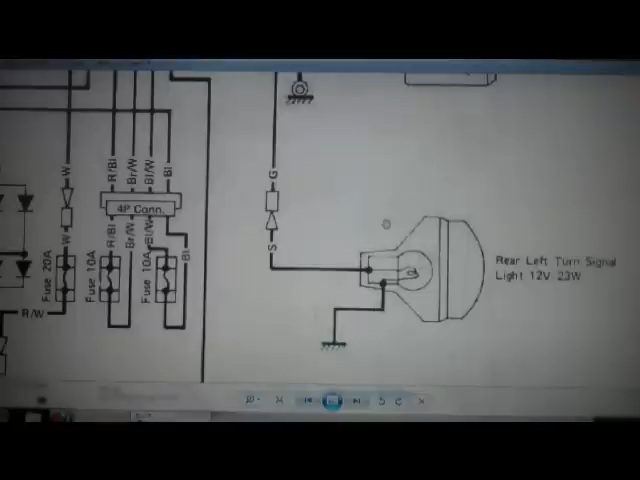 W
R/Bl
Br/W
Bl/W
Bl
G
4P Conn.
W
R/Bl
Br/W
Bl/W
Bl
S
Fuse 20A
Fuse 10A
Fuse 10A
R/W
Rear Left Turn Signal
Light 12V 23W